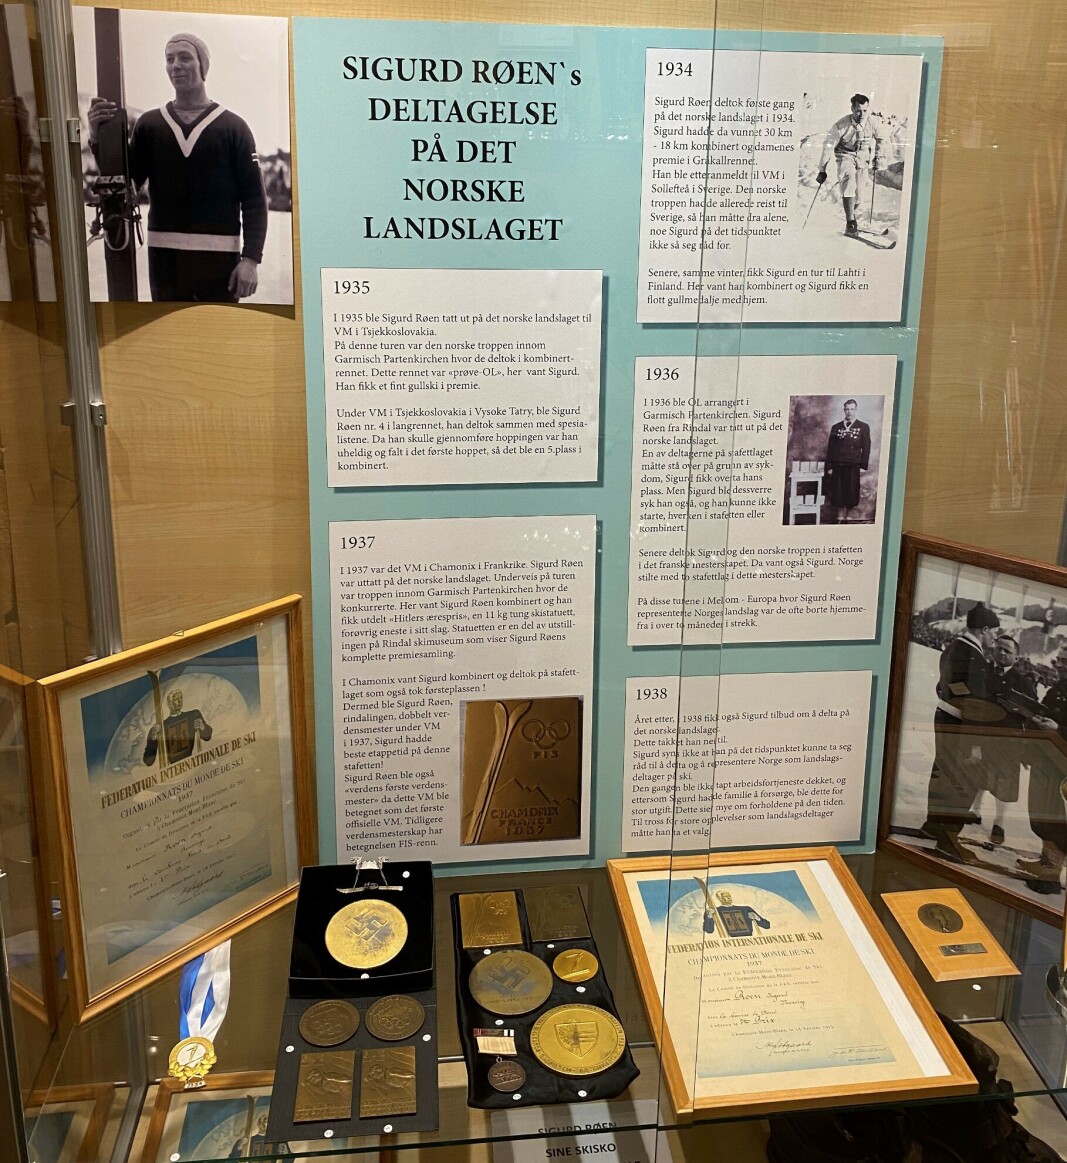 SIGURD RØEN`s
DELTAGELSE
PÅ DET
NORSKE
LANDSLAGET
1934
Sigurd Røen deltok første gang
på det norske landslaget i 1934.
Sigurd hadde da vunnet 30 km
- 18 km kombinert og damenes
premie i Gråkallrennet.
Han ble etteranmeldt til VM i
Sollefteå i Sverige. Den norske
troppen hadde allerede reist til
Sverige, så han måtte dra alene,
noe Sigurd på det tidspunktet
ikke så seg råd for.
Senere, samme vinter, fikk Sigurd en tur til Lahti i
Finland. Her vant han kombinert og Sigurd fikk en
flott gullmedalje med hjem.
1935
I 1935 ble Sigurd Røen tatt ut på det norske landslaget til
VM i Tsjekkoslovakia.
På denne turen var den norske troppen innom
Garmisch Partenkirchen hvor de deltok i kombinert-
rennet. Dette rennet var «prøve-OL», her vant Sigurd.
Han fikk et fint gullski i premie.
Under VM i Tsjekkoslovakia i Vysoke Tatry, ble Sigurd
Røen nr. 4 i langrennet, han deltok sammen med spesia-
listene. Da han skulle gjennomføre hoppingen var han
uheldig og falt i det første hoppet, så det ble en 5.plass i
kombinert.
1936
I 1936 ble OL arrangert i
Garmisch Partenkirchen. Sigurd
Røen fra Rindal var tatt ut på det
norske landslaget.
En av deltagerne på stafettlaget
måtte stå over på grunn av syk-
dom, Sigurd fikk overta hans
plass. Men Sigurd ble dessverre
syk han også, og han kunne ikke
starte, hverken i stafetten eller
kombinert.
Senere deltok Sigurd og den norske troppen i stafetten
i det franske mesterskapet. Da vant også Sigurd. Norge
stilte med to stafettlag i dette mesterskapet.
På disse turene i Mellom - Europa hvor Sigurd Røen
representerte Norges landslag var de ofte borte hjemme-
fra i over to måneder i strekk.
1937
I 1937 var det VM i Chamonix i Frankrike. Sigurd Røen
var uttatt på det norske landslaget. Underveis på turen
var troppen innom Garmisch Partenkirchen hvor de
konkurrerte. Her vant Sigurd Røen kombinert og han
fikk utdelt «Hitlers ærespris», en 11 kg tung skistatuett,
forøvrig eneste i sitt slag. Statuetten er en del av utstill-
ingen på Rindal skimuseum som viser Sigurd Røens
komplette premiesamling.
I Chamonix vant Sigurd kombinert og deltok på stafett-
laget som også tok førsteplassen !
Dermed ble Sigurd Røen,
rindalingen, dobbelt ver-
densmester under VM
i 1937, Sigurd hadde
beste etappetid på denne
stafetten!
Sigurd Røen ble også
«verdens første verdens-
mester» da dette VM ble
betegnet som det første
offisielle VM. Tidligere
verdensmesterskap har
betegnelsen FIS-renn.
FIS
CHAMONIX
FRANCE
1937
1938
Året etter, i 1938 fikk også Sigurd tilbud om å delta på
det norske landslaget.
Dette takket han nei til.
Sigurd syns ikke at han på det tidspunktet kunne ta seg
råd til å delta og å representere Norge som landslags-
deltager på ski.
Den gangen ble ikke tapt arbeidsfortjeneste dekket, og
ettersom Sigurd hadde familie å forsørge, ble dette for
stor utgift. Dette sier mye om forholdene på den tiden.
Til tross for store opplevelser som landslagsdeltager
måtte han ta et valg.
FEDERATION INTERNATIONALE DE SKI
CHAMPIONNATS DU MONDE DE SKI
1937
FEDERATION INTERNATIONALE DE SKI
CHAMPIONNATS DU MONDE DE SKI
1937
à Chamonix-Mont-Blanc
Røen Sigurd
Prix
SIGURD RØEN
SINE SKISKO